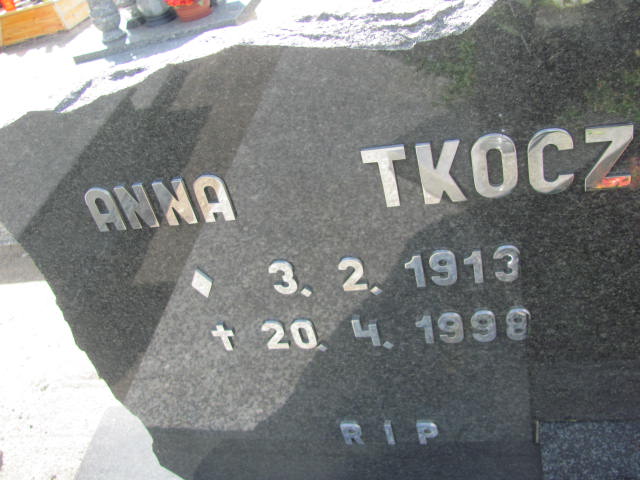 ANNA TKOCZ
3. 2. 1913
20. 4. 1998
RIP